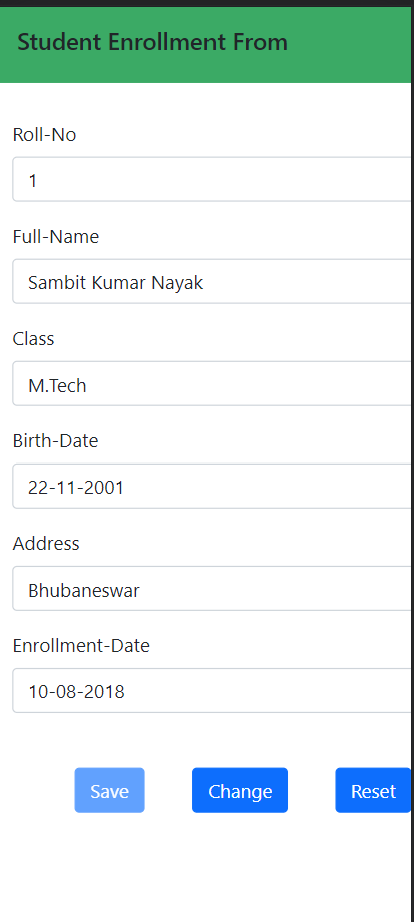 Student Enrollment From
Roll-No
1
Full-Name
Sambit Kumar Nayak
Class
M.Tech
Birth-Date
22-11-2001
Address
Bhubaneswar
Enrollment-Date
10-08-2018
Save Change Reset